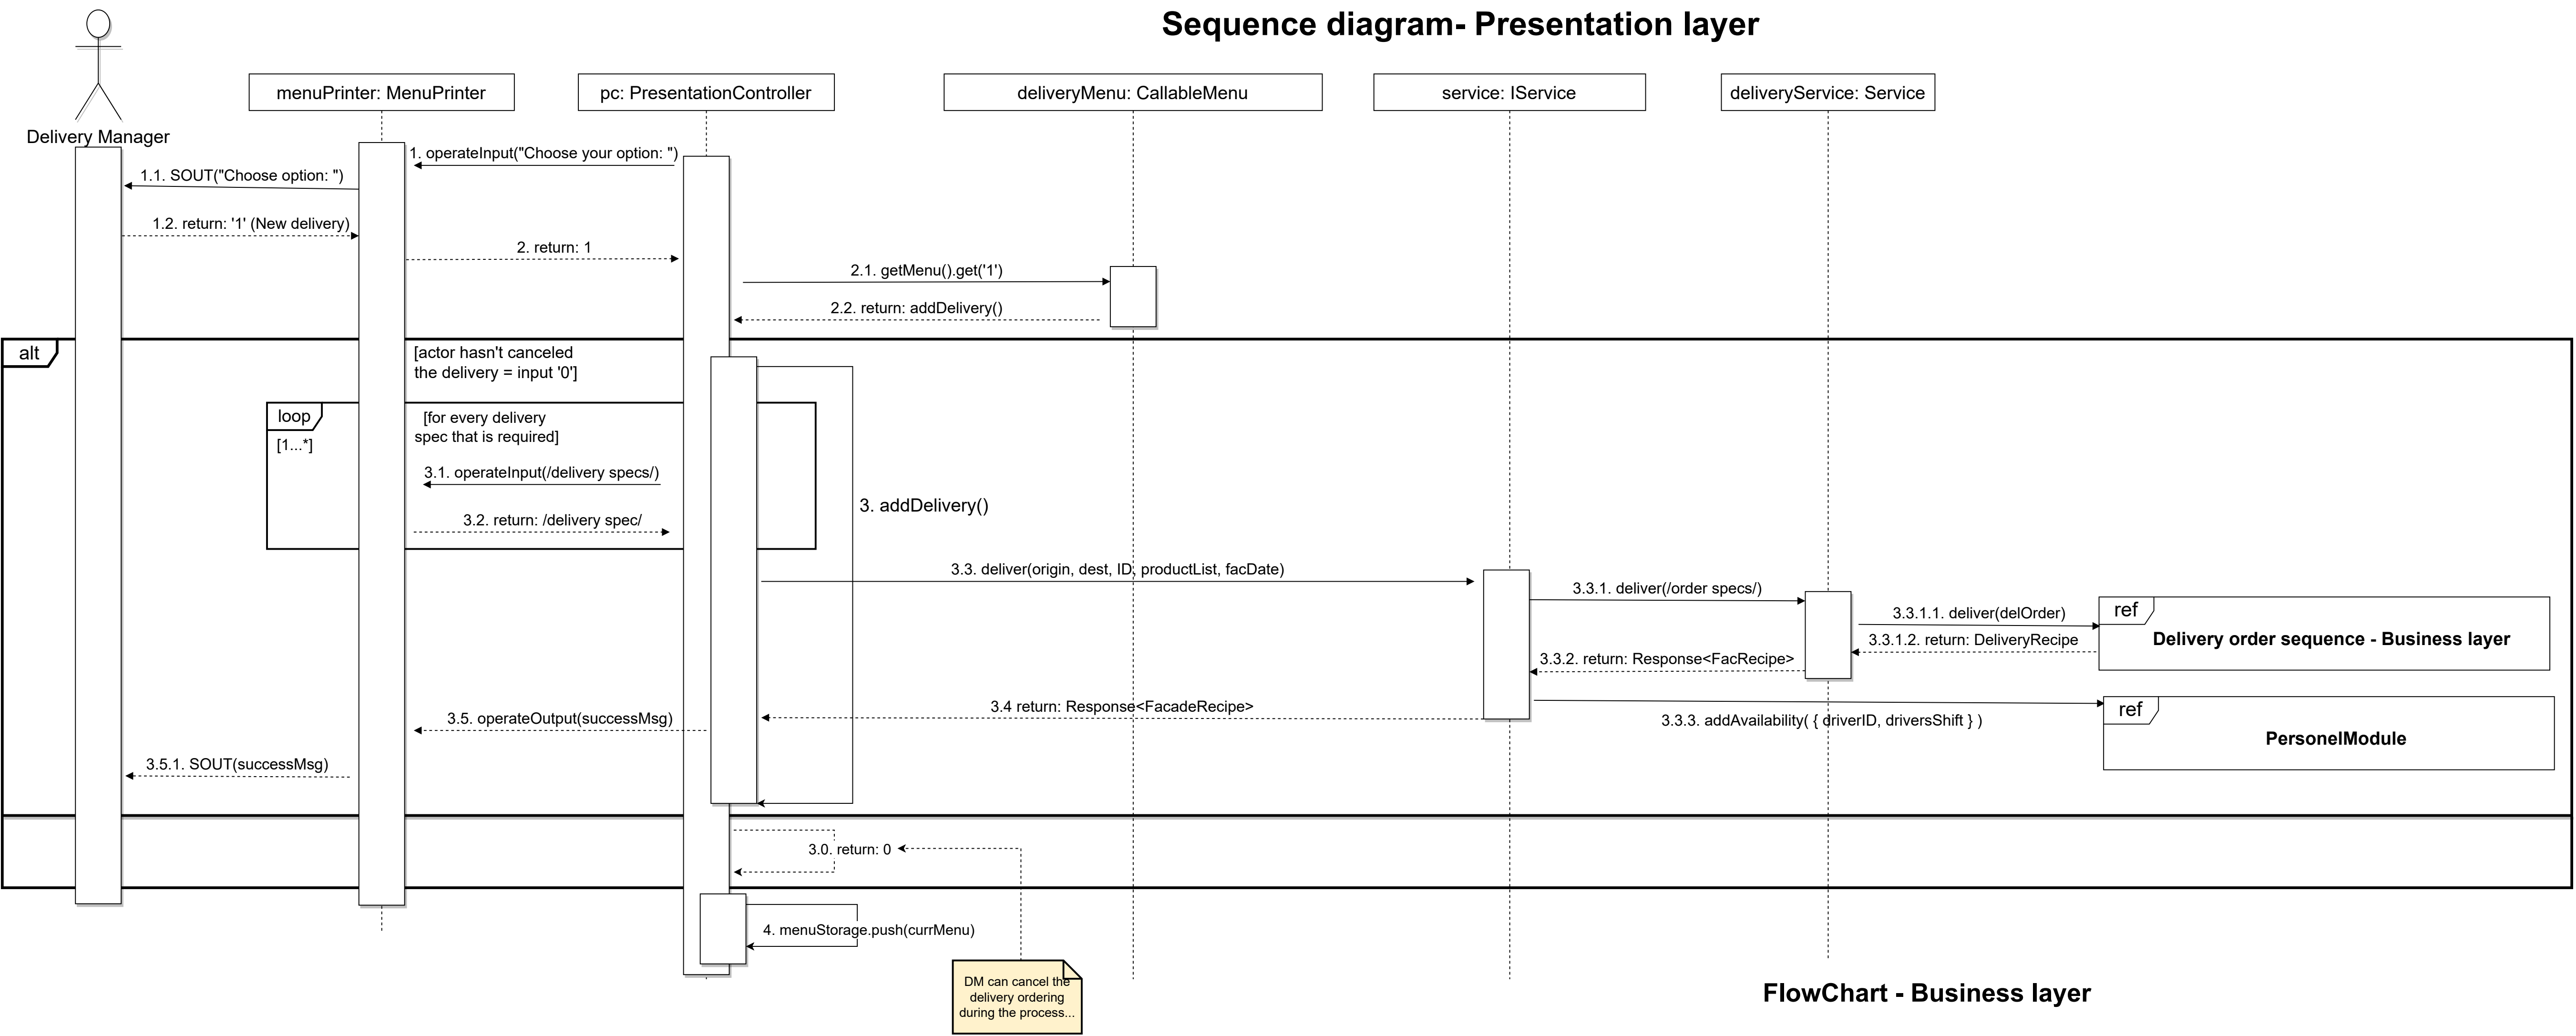 Sequence diagram- Presentation layer
menuPrinter: MenuPrinter
pc: PresentationController
deliveryMenu: CallableMenu
service: IService
deliveryService: Service
Delivery Manager
1. operateInput("Choose your option: ")
1.1. SOUT("Choose option: ")
1.2. return: '1' (New delivery)
2. return: 1
2.1. getMenu().get('1')
2.2. return: addDelivery()
alt
[actor hasn't canceled
the delivery = input '0']
loop
[1...*]
[for every delivery
spec that is required]
3.1. operateInput(/delivery specs/)
3. addDelivery()
3.2. return: /delivery spec/
3.3. deliver(origin, dest, ID, productList, facDate)
3.3.1. deliver(/order specs/)
3.3.1.1. deliver(delOrder)
ref
Delivery order sequence - Business layer
3.3.1.2. return: DeliveryRecipe
3.3.2. return: Response<FacRecipe>
3.4 return: Response<FacadeRecipe>
3.3.3. addAvailability( { driverID, driversShift } )
ref
PersonelModule
3.5. operateOutput(successMsg)
3.5.1. SOUT(successMsg)
3.0. return: 0
4. menuStorage.push(currMenu)
DM can cancel the
delivery ordering
during the process...
FlowChart - Business layer